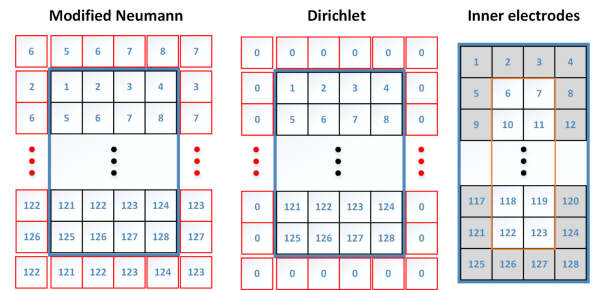 Modified Neumann Dirichlet Inner electrodes
6 5 6 7 8 7
2 1 2 3 4 3
6 5 6 7 8 7
122 121 122 123 124 123
126 125 126 127 128 127
122 121 122 123 124 123
0 0 0 0 0 0
0 1 2 3 4 0
0 5 6 7 8 0
0 121 122 123 124 0
0 125 126 127 128 0
0 0 0 0 0 0
1 2 3 4
5 6 7 8
9 10 11 12
117 118 119 120
121 122 123 124
125 126 127 128